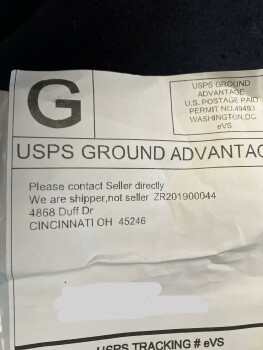 G
USPS GROUND
ADVANTAGE
U.S. POSTAGE PAID
PERMIT NO.49493
WASHINGTON,DC
eVS
USPS GROUND ADVANTAG
Please contact Seller directly
We are shipper,not seller ZR201900044
4868 Duff Dr
CINCINNATI OH 45246
USPS TRACKING # eVS